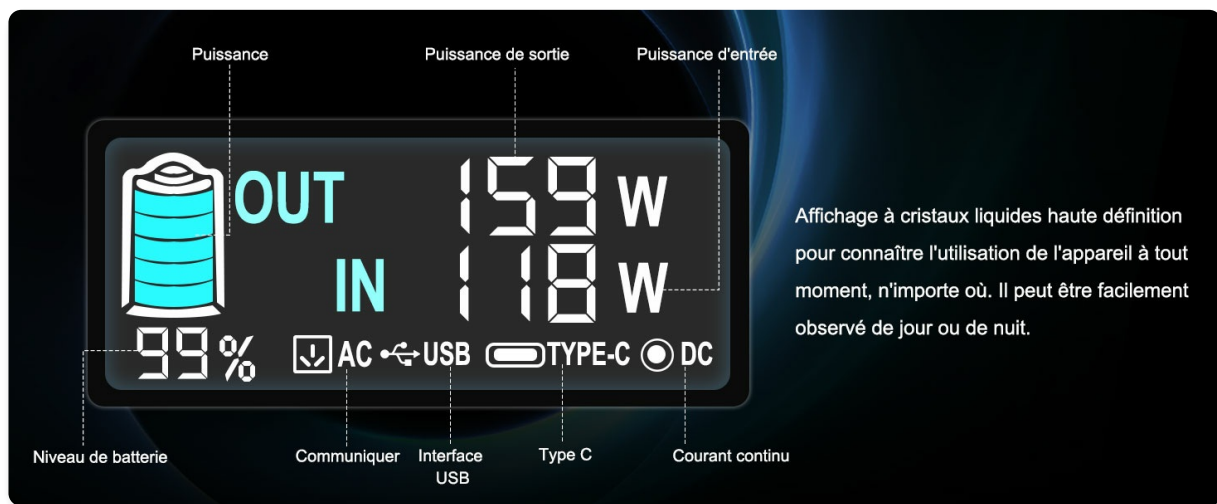 Puissance
Puissance de sortie
Puissance d'entrée
OUT 159 W
IN 118 W
99%
AC USB TYPE-C DC
Affichage à cristaux liquides haute définition
pour connaître l'utilisation de l'appareil à tout
moment, n'importe où. Il peut être facilement
observé de jour ou de nuit.
Niveau de batterie
Communiquer
Interface
USB
Type C
Courant continu